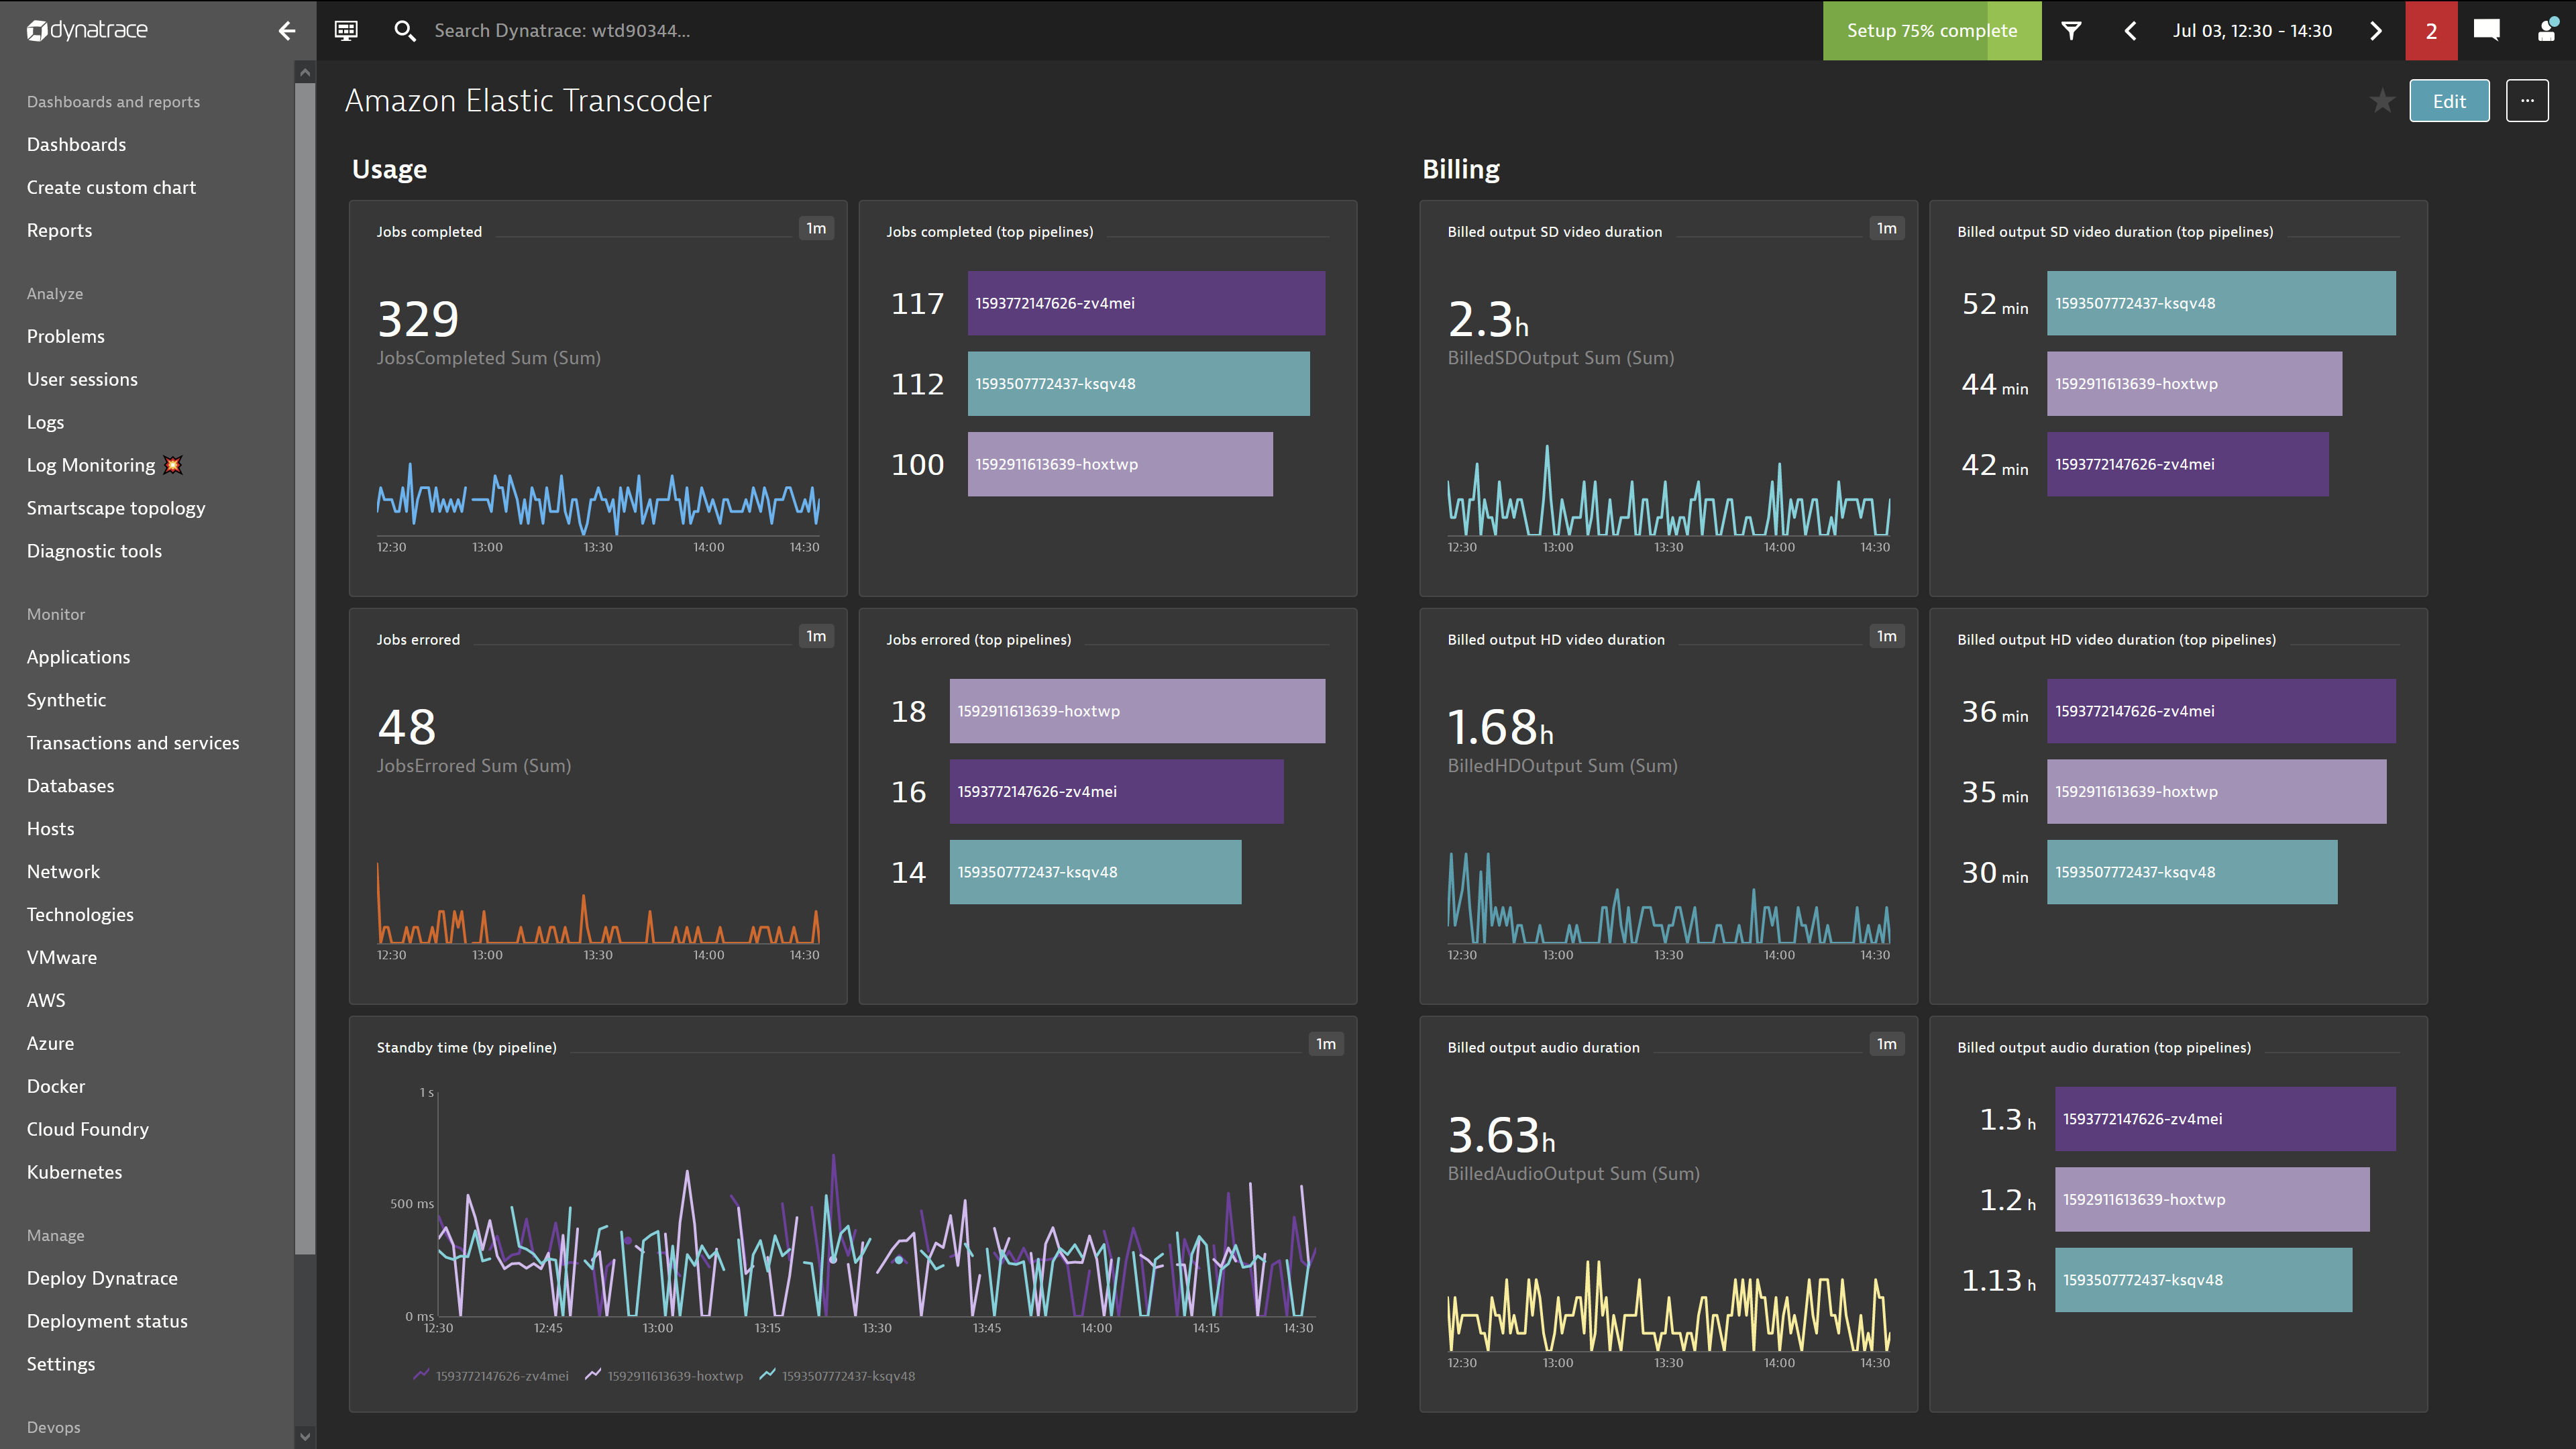 dynatrace
Search Dynatrace: wtd90344...
Setup 75% complete
Jul 03, 12:30 - 14:30
2
Dashboards and reports
Dashboards
Create custom chart
Reports
Analyze
Problems
User sessions
Logs
Log Monitoring 💥
Smartscape topology
Diagnostic tools
Monitor
Applications
Synthetic
Transactions and services
Databases
Hosts
Network
Technologies
VMware
AWS
Azure
Docker
Cloud Foundry
Kubernetes
Manage
Deploy Dynatrace
Deployment status
Settings
Devops
Amazon Elastic Transcoder
Edit
...
Usage
Jobs completed
1m
329
JobsCompleted Sum (Sum)
12:30 13:00 13:30 14:00 14:30
Jobs completed (top pipelines)
117 1593772147626-zv4mei
112 1593507772437-ksqv48
100 1592911613639-hoxtwp
Jobs errored
1m
48
JobsErrored Sum (Sum)
12:30 13:00 13:30 14:00 14:30
Jobs errored (top pipelines)
18 1592911613639-hoxtwp
16 1593772147626-zv4mei
14 1593507772437-ksqv48
Standby time (by pipeline)
1m
1 s
500 ms
0 ms
12:30 12:45 13:00 13:15 13:30 13:45 14:00 14:15 14:30
1593772147626-zv4mei 1592911613639-hoxtwp 1593507772437-ksqv48
Billing
Billed output SD video duration
1m
2.3h
BilledSDOutput Sum (Sum)
12:30 13:00 13:30 14:00 14:30
Billed output SD video duration (top pipelines)
52 min 1593507772437-ksqv48
44 min 1592911613639-hoxtwp
42 min 1593772147626-zv4mei
Billed output HD video duration
1m
1.68h
BilledHDOutput Sum (Sum)
12:30 13:00 13:30 14:00 14:30
Billed output HD video duration (top pipelines)
36 min 1593772147626-zv4mei
35 min 1592911613639-hoxtwp
30 min 1593507772437-ksqv48
Billed output audio duration
1m
3.63h
BilledAudioOutput Sum (Sum)
12:30 13:00 13:30 14:00 14:30
Billed output audio duration (top pipelines)
1.3 h 1593772147626-zv4mei
1.2 h 1592911613639-hoxtwp
1.13 h 1593507772437-ksqv48